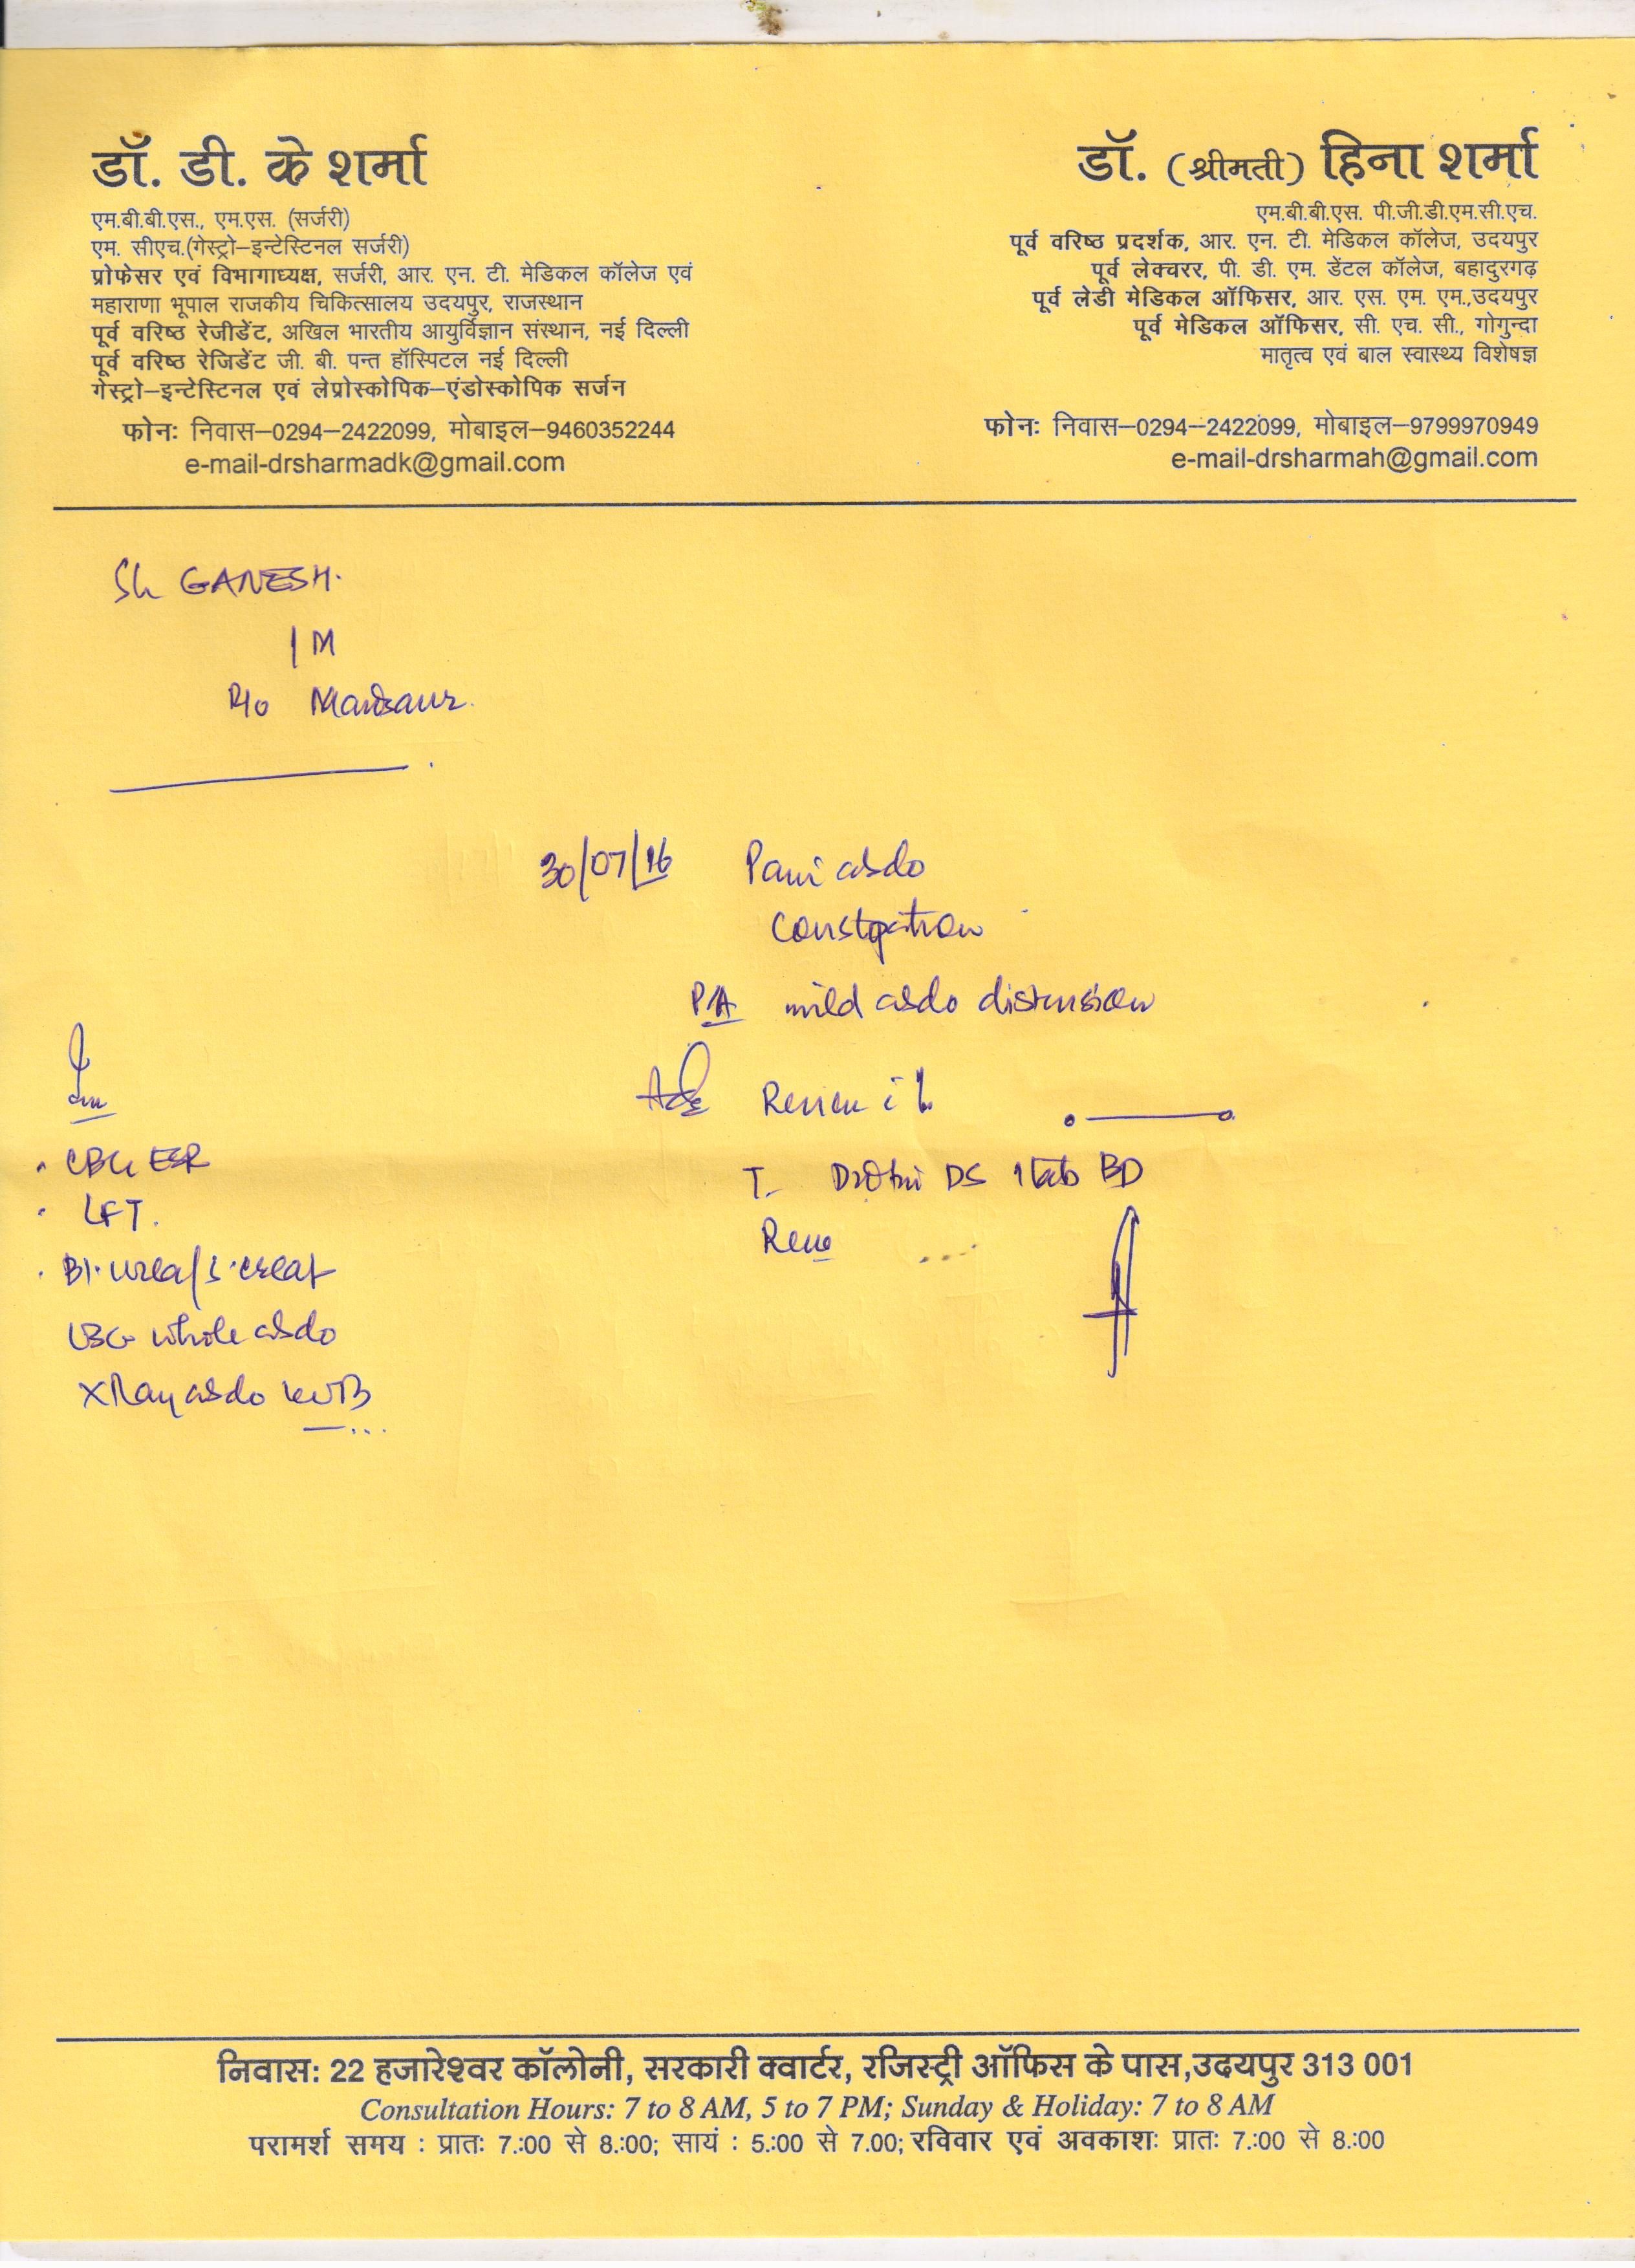 डॉ. डी. के शर्मा
एम.बी.बी.एस., एम.एस. (सर्जरी)
एम. सीएच.(गेस्ट्रो–इन्टेस्टिनल सर्जरी)
प्रोफेसर एवं विभागाध्यक्ष, सर्जरी, आर. एन. टी. मेडिकल कॉलेज एवं
महाराणा भूपाल राजकीय चिकित्सालय उदयपुर, राजस्थान
पूर्व वरिष्ठ रेजीडेंट, अखिल भारतीय आयुर्विज्ञान संस्थान, नई दिल्ली
पूर्व वरिष्ठ रेजिडेंट जी. बी. पन्त हॉस्पिटल नई दिल्ली
गेस्ट्रो–इन्टेस्टिनल एवं लेप्रोस्कोपिक–एंडोस्कोपिक सर्जन
फोनः निवास–0294–2422099, मोबाइल–9460352244
e-mail-drsharmadk@gmail.com
डॉ. (श्रीमती) हिना शर्मा
एम.बी.बी.एस. पी.जी.डी.एम.सी.एच.
पूर्व वरिष्ठ प्रदर्शक, आर. एन. टी. मेडिकल कॉलेज, उदयपुर
पूर्व लेक्चरर, पी. डी. एम. डेंटल कॉलेज, बहादुरगढ़
पूर्व लेडी मेडिकल ऑफिसर, आर. एस. एम. एम.,उदयपुर
पूर्व मेडिकल ऑफिसर, सी. एच. सी., गोगुन्दा
मातृत्व एवं बाल स्वास्थ्य विशेषज्ञ
फोनः निवास–0294–2422099, मोबाइल–9799970949
e-mail-drsharmah@gmail.com
Sh GANESH.
/ M
R/o Mandsaur.
30/07/16 Pain abdo
Constipation
P/A mild abdo distension
Adv Review c̄
T. Drotin DS 1 tab BD
Inv
. CBC ESR
. LFT.
. Bl. urea/s. creat
USG whole abdo
X Ray abdo KUB
निवासः 22 हजारेश्वर कॉलोनी, सरकारी क्वार्टर, रजिस्ट्री ऑफिस के पास,उदयपुर 313 001
Consultation Hours: 7 to 8 AM, 5 to 7 PM; Sunday & Holiday: 7 to 8 AM
परामर्श समय : प्रातः 7.:00 से 8.:00; सायं : 5.:00 से 7.00; रविवार एवं अवकाशः प्रातः 7.:00 से 8.:00